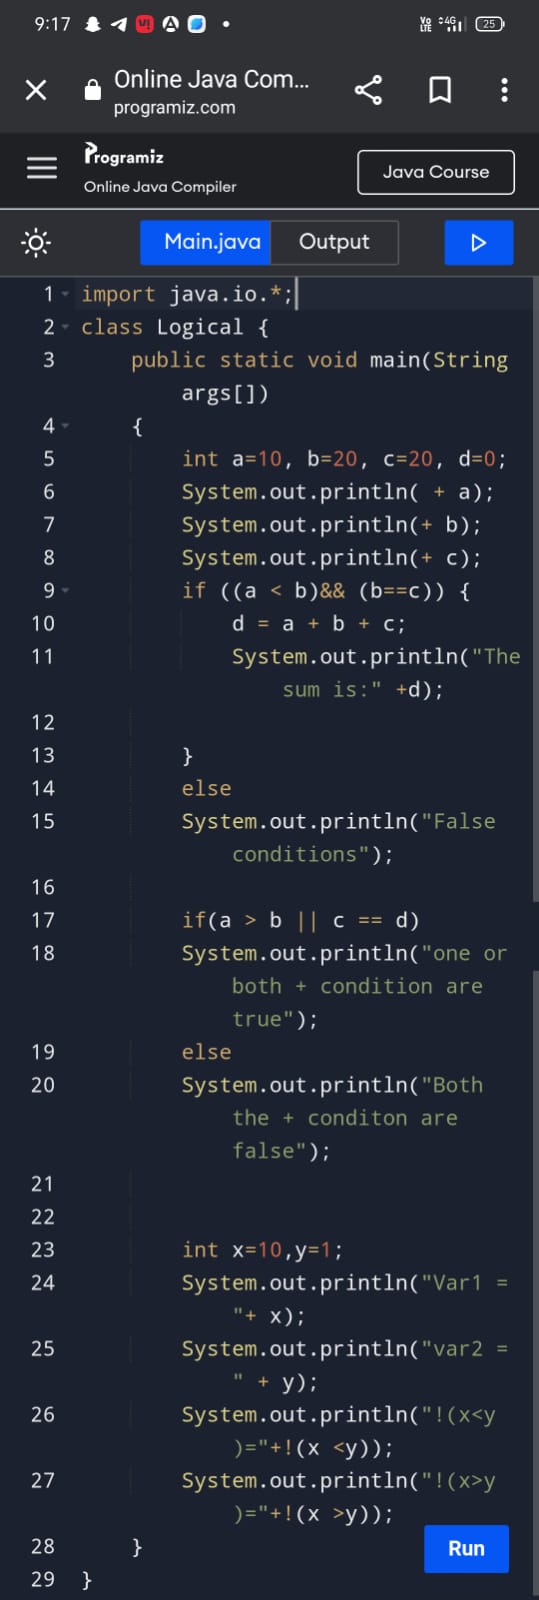 9:17
Vo LTE 4G 25
Online Java Com...
programiz.com
Programiz
Online Java Compiler
Java Course
Main.java
Output
1 import java.io.*;
2 class Logical {
3 public static void main(String
args[])
4 {
5 int a=10, b=20, c=20, d=0;
6 System.out.println( + a);
7 System.out.println(+ b);
8 System.out.println(+ c);
9 if ((a < b)&& (b==c)) {
10 d = a + b + c;
11 System.out.println("The
sum is:" +d);
12
13 }
14 else
15 System.out.println("False
conditions");
16
17 if(a > b || c == d)
18 System.out.println("one or
both + condition are
true");
19 else
20 System.out.println("Both
the + conditon are
false");
21
22
23 int x=10,y=1;
24 System.out.println("Var1 =
"+ x);
25 System.out.println("var2 =
" + y);
26 System.out.println("!(x<y
)="+!(x <y));
27 System.out.println("!(x>y
)="+!(x >y));
28 }
Run
29 }